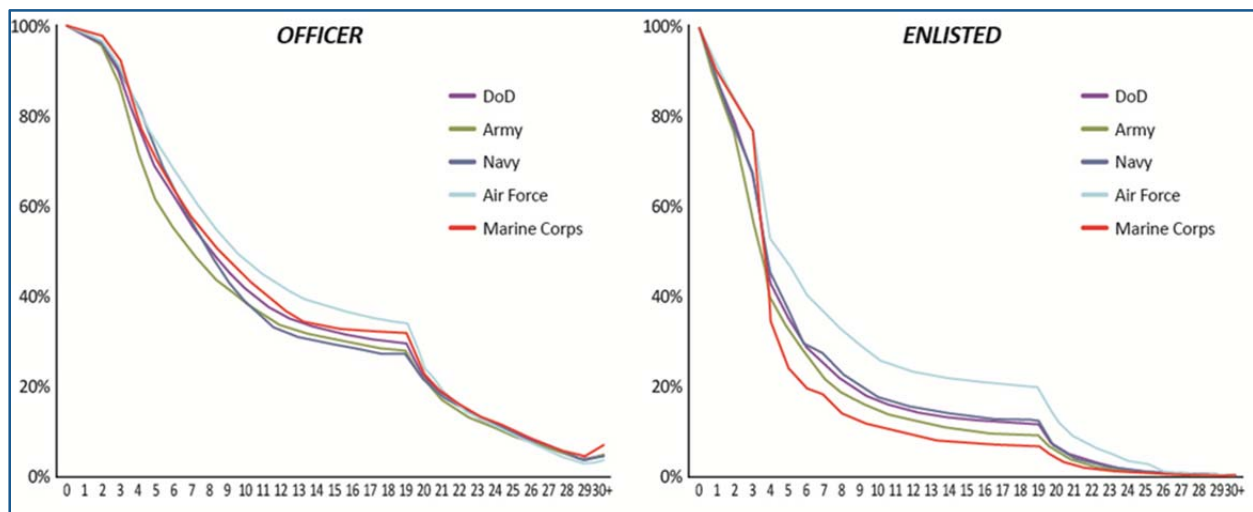 OFFICER
100%
80%
60%
40%
20%
0%
DoD
Army
Navy
Air Force
Marine Corps
0 1 2 3 4 5 6 7 8 9 10 11 12 13 14 15 16 17 18 19 20 21 22 23 24 25 26 27 28 29 30+
ENLISTED
100%
80%
60%
40%
20%
0%
DoD
Army
Navy
Air Force
Marine Corps
0 1 2 3 4 5 6 7 8 9 10 11 12 13 14 15 16 17 18 19 20 21 22 23 24 25 26 27 28 29 30+